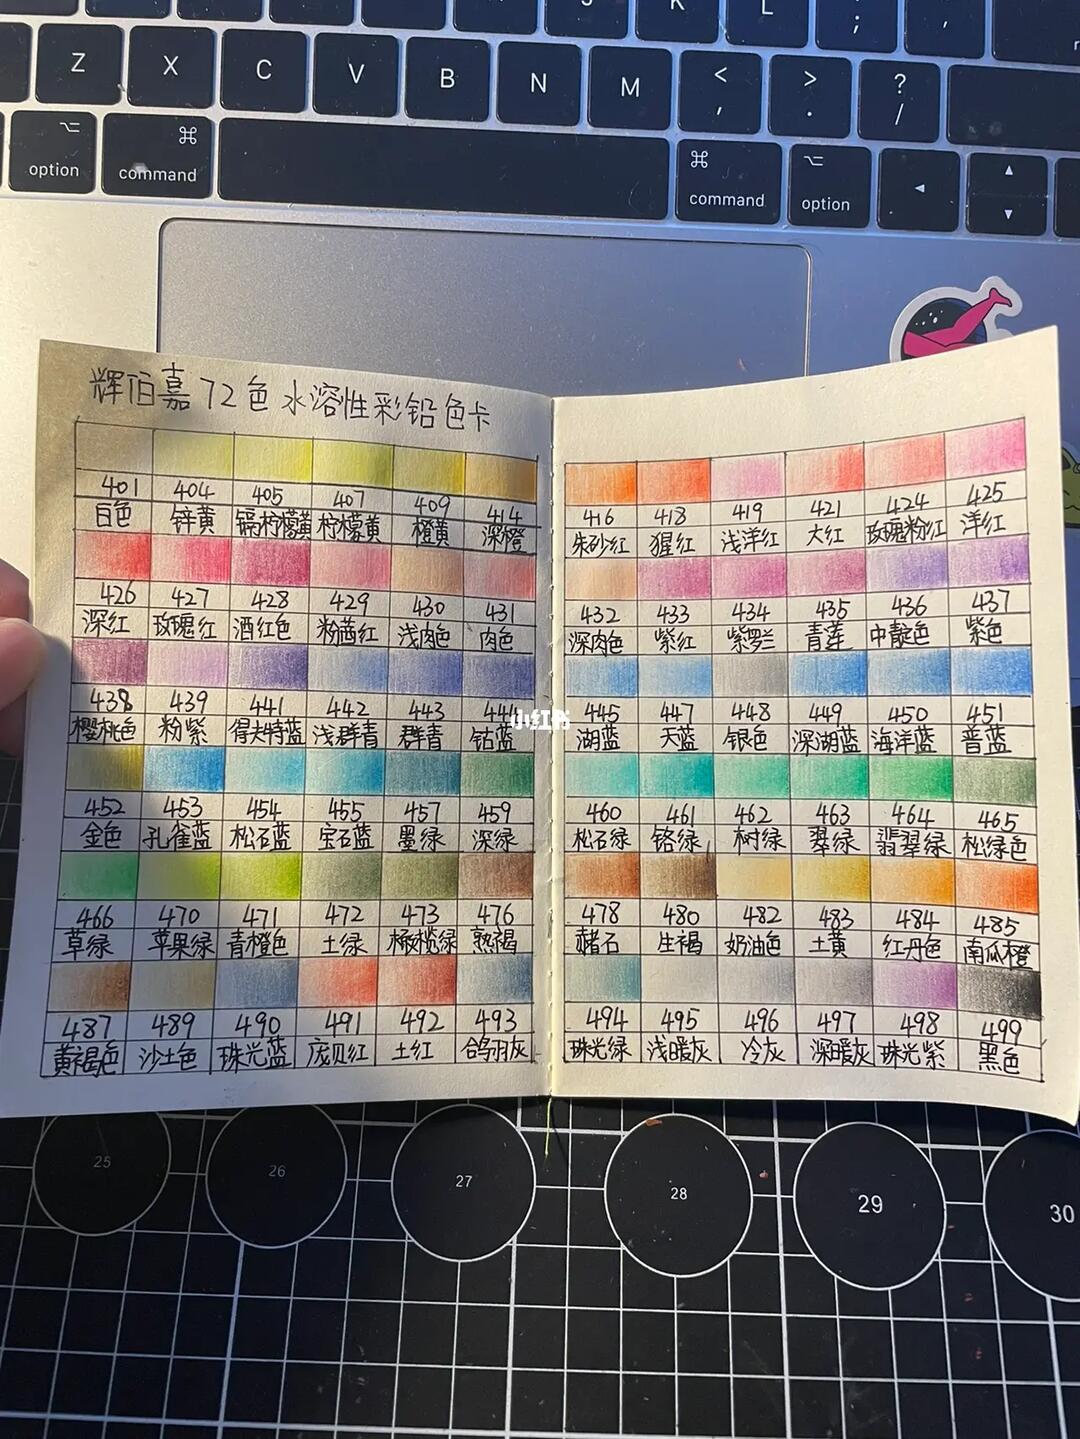 K L ; ,
Z X C V B N M < , > . ? /
option ⌘ command ⌘ command option
辉伯嘉72色水溶性彩铅色卡
401 404 405 407 409 414
白色 锌黄 镉柠檬黄 柠檬黄 橙黄 深橙
426 427 428 429 430 431
深红 玫瑰红 酒红色 粉茜红 浅肉色 肉色
438 439 441 442 443 444
樱桃色 粉紫 得夫特蓝 浅群青 群青 钴蓝
452 453 454 455 457 459
金色 孔雀蓝 松石蓝 宝石蓝 墨绿 深绿
466 470 471 472 473 476
草绿 苹果绿 青橙色 土绿 橄榄绿 熟褐
487 489 490 491 492 493
黄褐色 沙土色 珠光蓝 庞贝红 土红 鸽羽灰
416 418 419 421 424 425
朱砂红 猩红 浅洋红 大红 玫瑰粉红 洋红
432 433 434 435 436 437
深肉色 紫红 紫罗兰 青莲 中靛色 紫色
445 447 448 449 450 451
湖蓝 天蓝 银色 深湖蓝 海洋蓝 普蓝
460 461 462 463 464 465
松石绿 铬绿 树绿 翠绿 翡翠绿 松绿色
478 480 482 483 484 485
赭石 生褐 奶油色 土黄 红丹色 南瓜橙
494 495 496 497 498 499
珠光绿 浅暖灰 冷灰 深暖灰 珠光紫 黑色
小红书
25 26 27 28 29 30